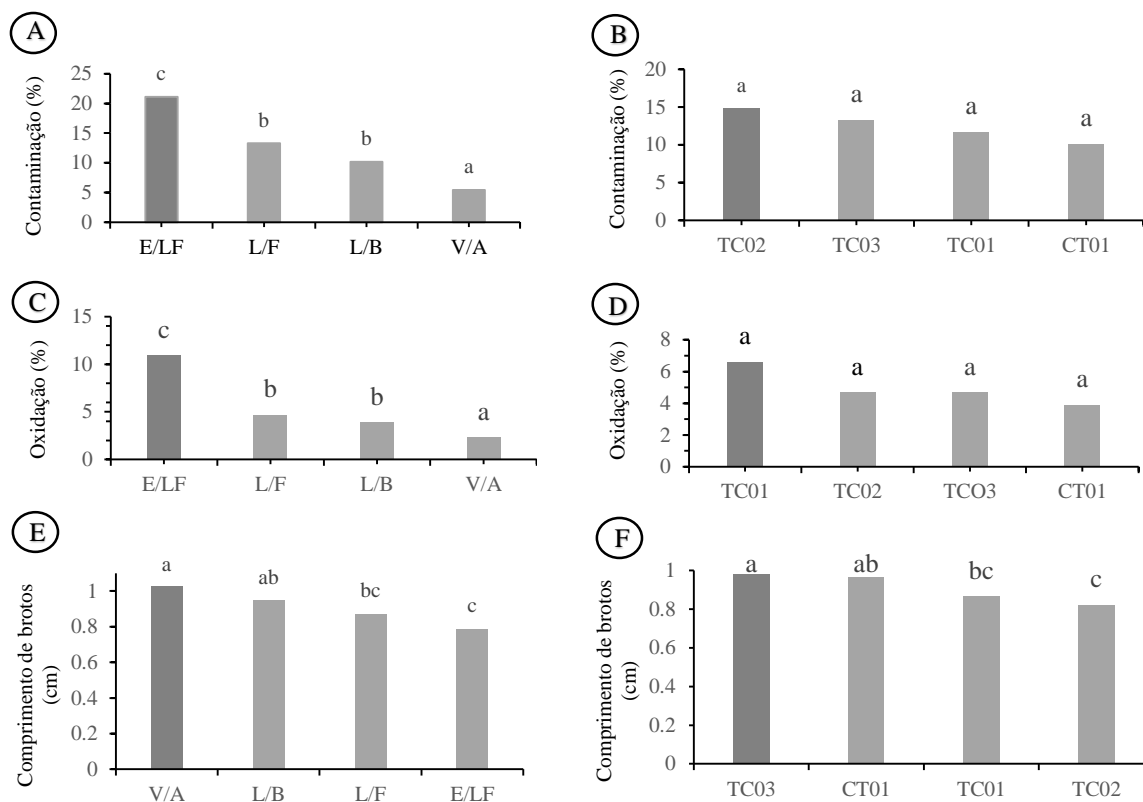 A
Contaminação (%)
25
20
15
10
5
0
c
b
b
a
E/LF
L/F
L/B
V/A
B
Contaminação (%)
20
15
10
5
0
a
a
a
a
TC02
TC03
TC01
CT01
C
Oxidação (%)
15
10
5
0
c
b
b
a
E/LF
L/F
L/B
V/A
D
Oxidação (%)
8
6
4
2
0
a
a
a
a
TC01
TC02
TCO3
CT01
E
Comprimento de brotos
(cm)
1
0.8
0.6
0.4
0.2
0
a
ab
bc
c
V/A
L/B
L/F
E/LF
F
Comprimento de brotos
(cm)
1
0.8
0.6
0.4
0.2
0
a
ab
bc
c
TC03
CT01
TC01
TC02